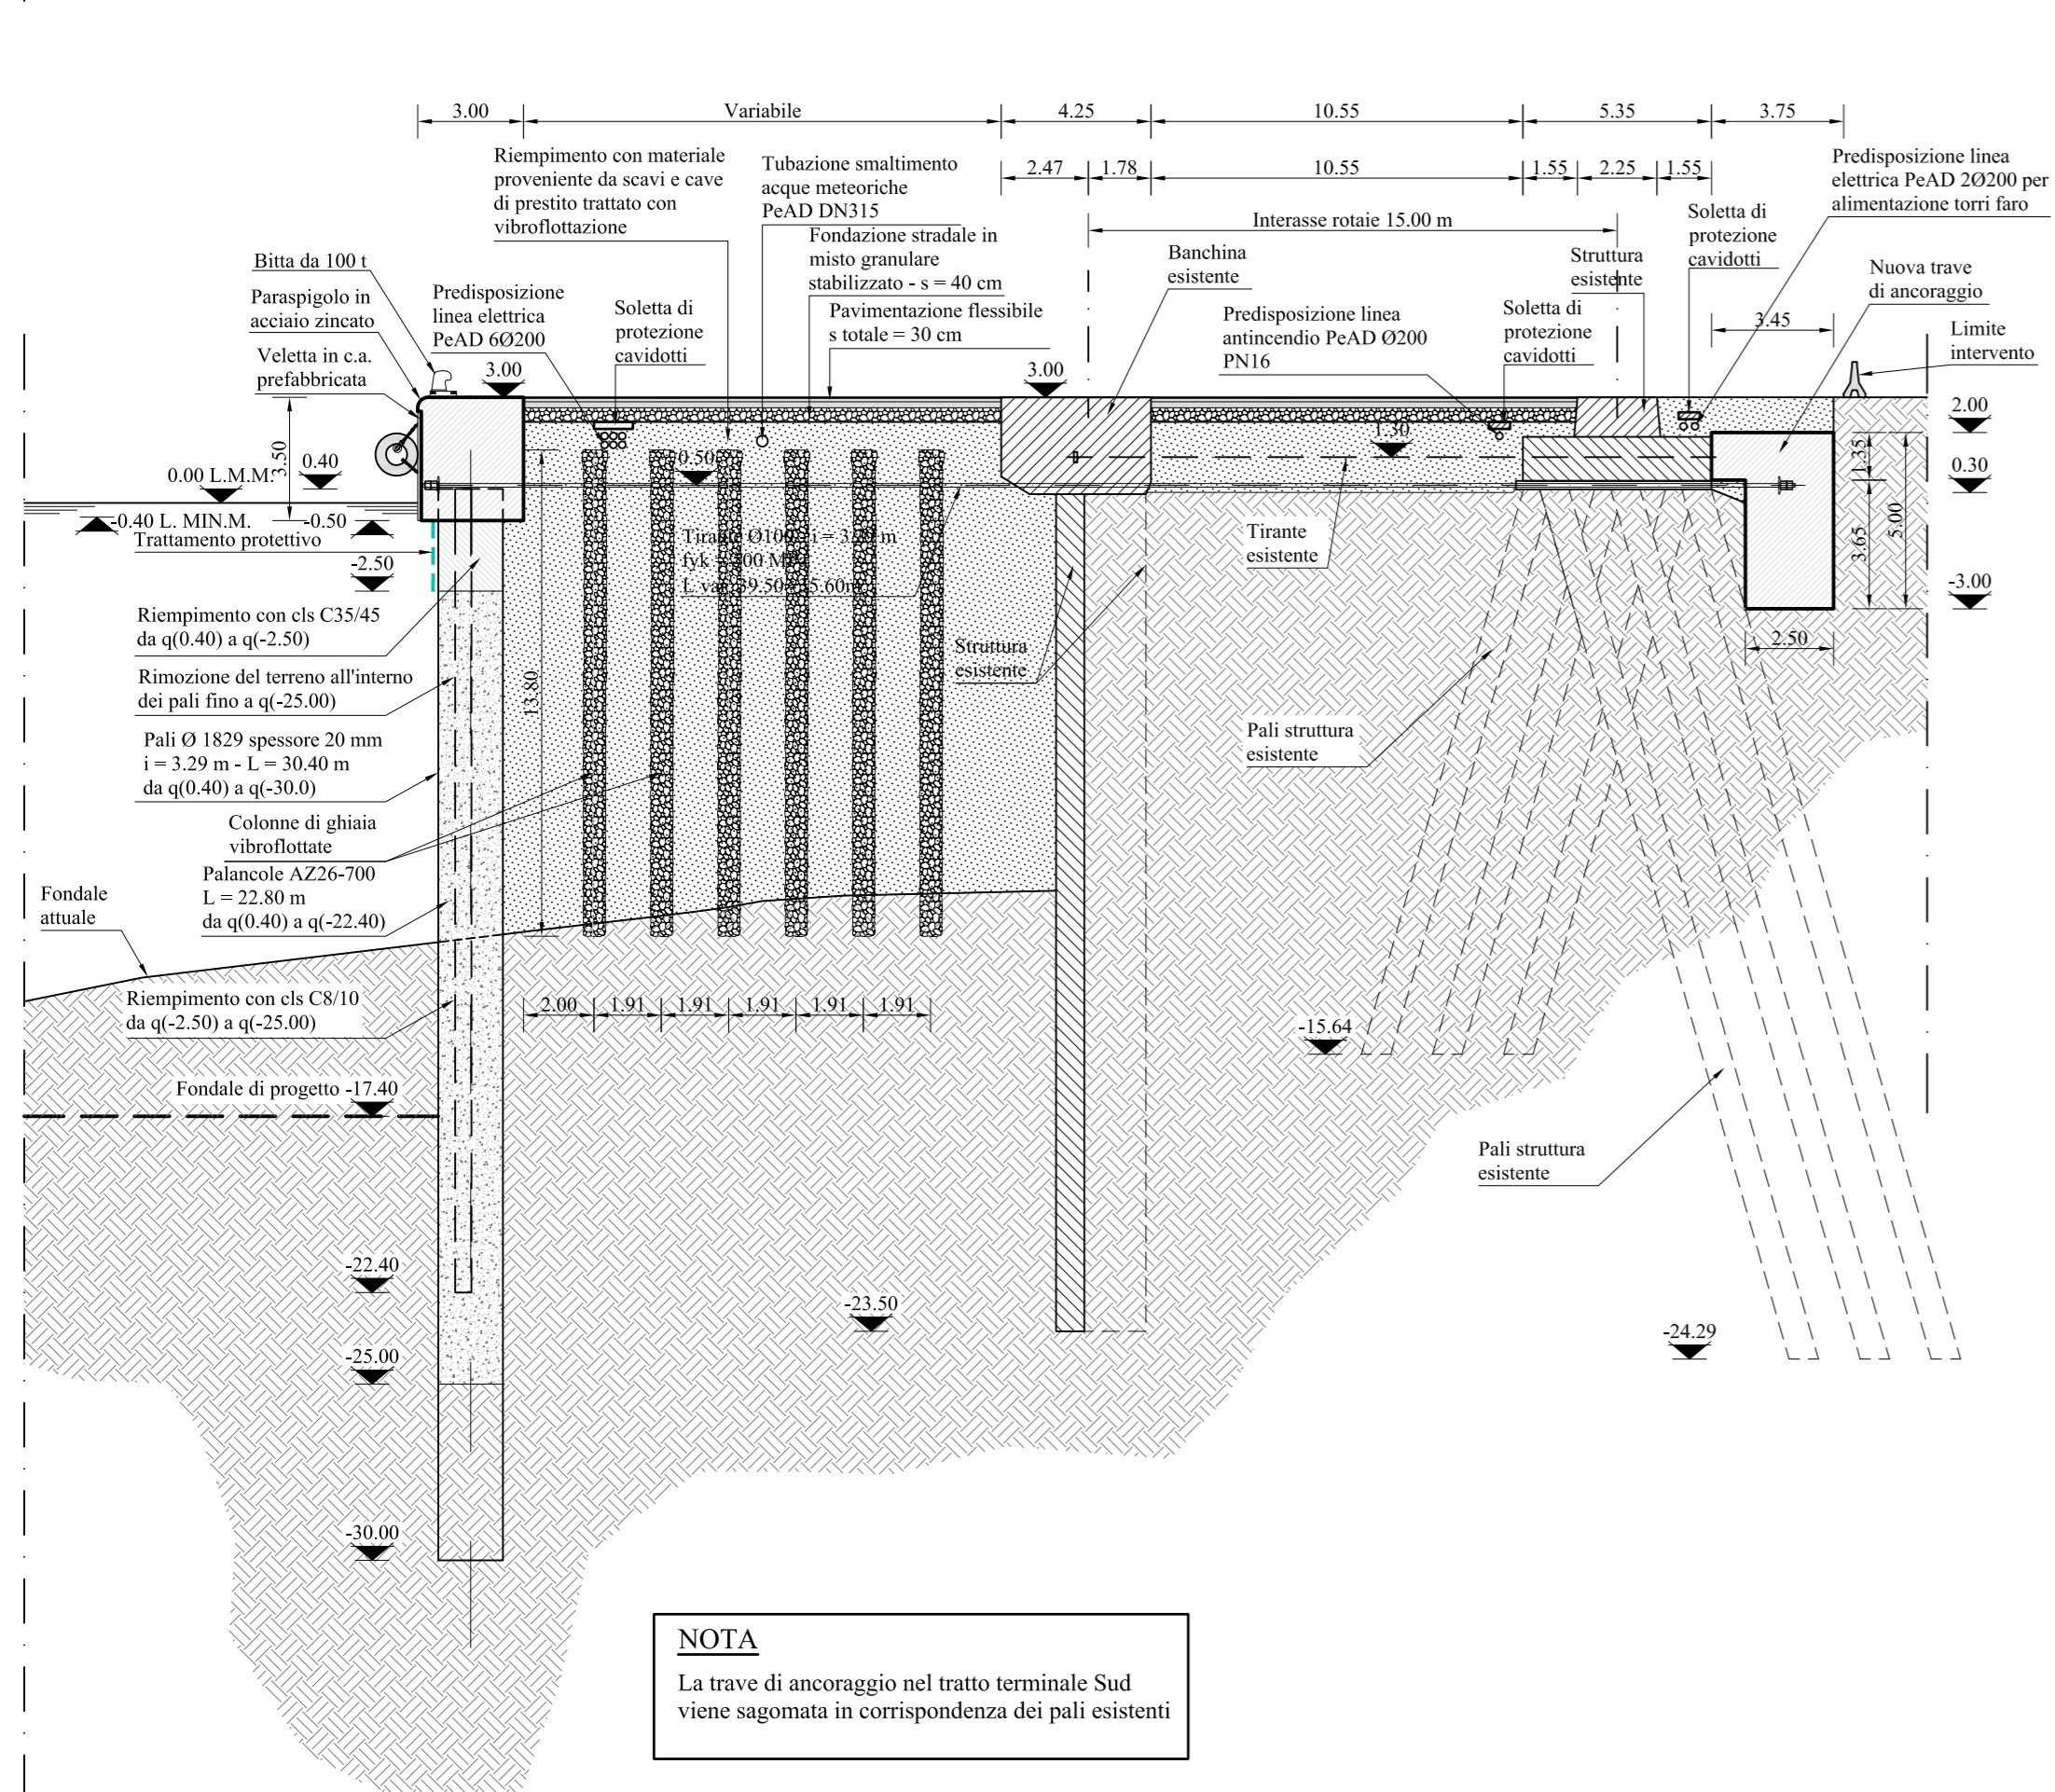 3.00
Variabile
4.25
10.55
5.35
3.75
2.47
1.78
10.55
1.55
2.25
1.55
Interasse rotaie 15.00 m
Riempimento con materiale
proveniente da scavi e cave
di prestito trattato con
vibroflottazione
Tubazione smaltimento
acque meteoriche
PeAD DN315
Fondazione stradale in
misto granulare
stabilizzato - s = 40 cm
Pavimentazione flessibile
s totale = 30 cm
Banchina
esistente
Struttura
esistente
Soletta di
protezione
cavidotti
Predisposizione linea
elettrica PeAD 2Ø200 per
alimentazione torri faro
Nuova trave
di ancoraggio
Limite
intervento
3.45
Bitta da 100 t
Paraspigolo in
acciaio zincato
Veletta in c.a.
prefabbricata
Predisposizione
linea elettrica
PeAD 6Ø200
Soletta di
protezione
cavidotti
Predisposizione linea
antincendio PeAD Ø200
PN16
Soletta di
protezione
cavidotti
3.00
3.00
2.00
1.30
0.50
0.30
3.50
0.00 L.M.M.
0.40
-0.40 L. MIN.M.
-0.50
Trattamento protettivo
-2.50
1.35
3.65
5.00
-3.00
2.50
Tirante Ø100 i = 3.29 m
fyk 00 M
L va 39.50 5.60m
Tirante
esistente
Struttura
esistente
Riempimento con cls C35/45
da q(0.40) a q(-2.50)
Rimozione del terreno all'interno
dei pali fino a q(-25.00)
Pali Ø 1829 spessore 20 mm
i = 3.29 m - L = 30.40 m
da q(0.40) a q(-30.0)
13.80
Pali struttura
esistente
Colonne di ghiaia
vibroflottate
Palancole AZ26-700
L = 22.80 m
da q(0.40) a q(-22.40)
Fondale
attuale
Riempimento con cls C8/10
da q(-2.50) a q(-25.00)
2.00
1.91
1.91
1.91
1.91
1.91
-15.64
Fondale di progetto -17.40
Pali struttura
esistente
-22.40
-23.50
-24.29
-25.00
-30.00
NOTA
La trave di ancoraggio nel tratto terminale Sud
viene sagomata in corrispondenza dei pali esistenti